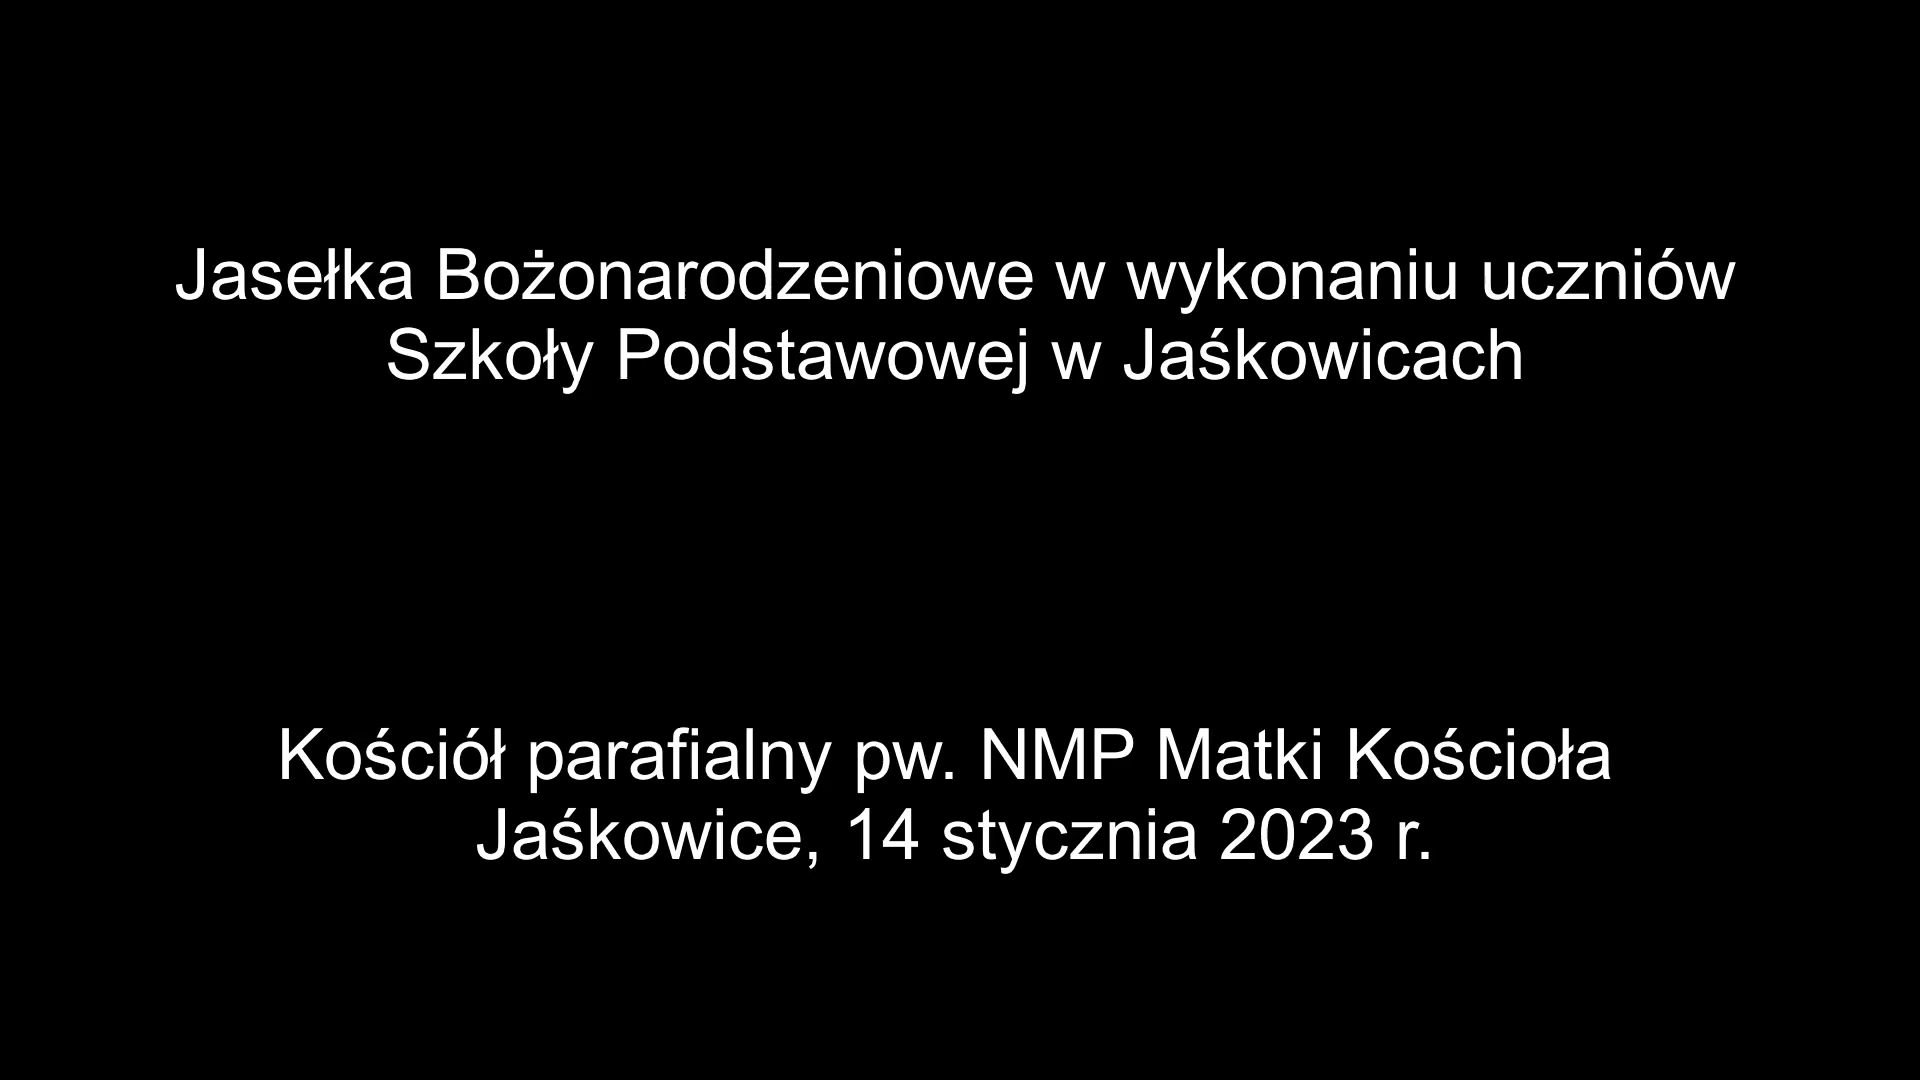 Jasełka Bożonarodzeniowe w wykonaniu uczniów
Szkoły Podstawowej w Jaśkowicach
Kościół parafialny pw. NMP Matki Kościoła
Jaśkowice, 14 stycznia 2023 r.